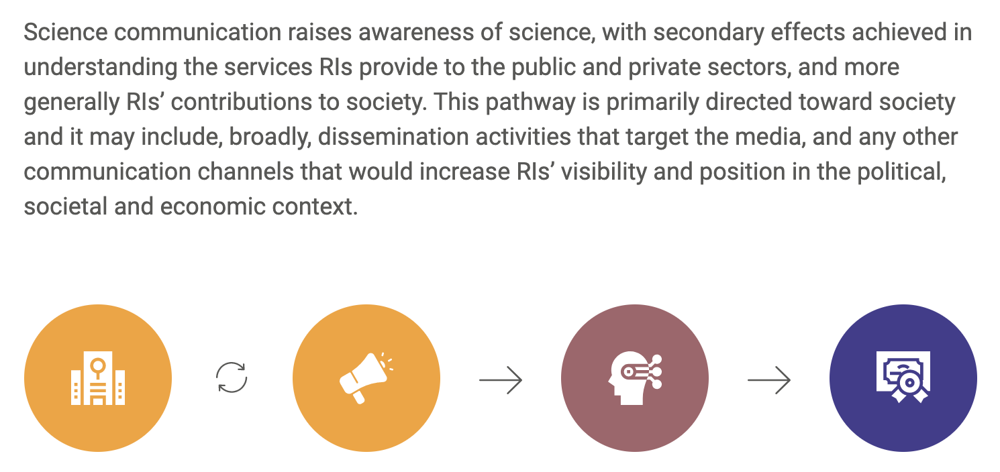 Science communication raises awareness of science, with secondary effects achieved in
understanding the services RIs provide to the public and private sectors, and more
generally RIs’ contributions to society. This pathway is primarily directed toward society
and it may include, broadly, dissemination activities that target the media, and any other
communication channels that would increase RIs’ visibility and position in the political,
societal and economic context.